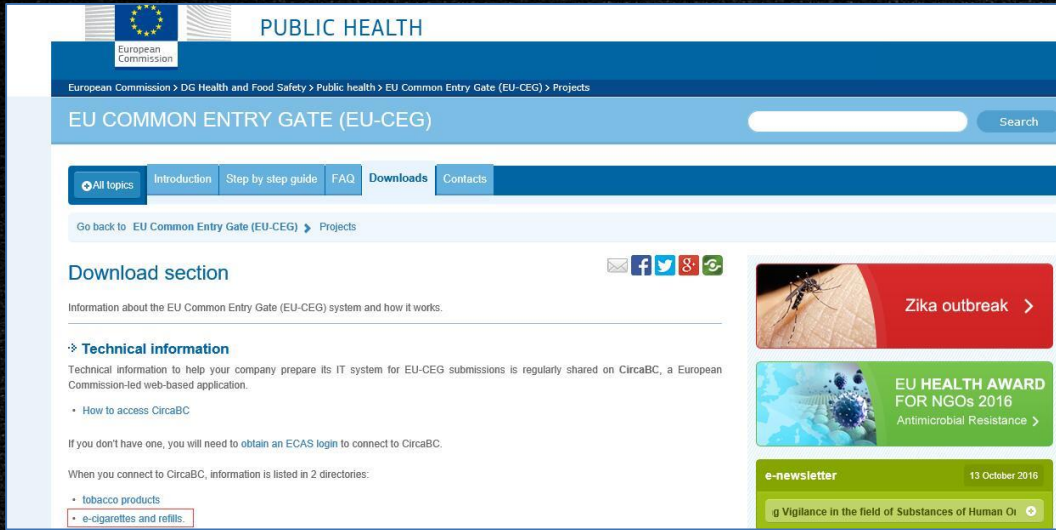 PUBLIC HEALTH
European
Commission
European Commission > DG Health and Food Safety > Public health > EU Common Entry Gate (EU-CEG) > Projects
EU COMMON ENTRY GATE (EU-CEG)
Search
All topics
Introduction
Step by step guide
FAQ
Downloads
Contacts
Go back to EU Common Entry Gate (EU-CEG) > Projects
Download section
Information about the EU Common Entry Gate (EU-CEG) system and how it works.
Technical information
Technical information to help your company prepare its IT system for EU-CEG submissions is regularly shared on CircaBC, a European
Commission-led web-based application.
• How to access CircaBC
If you don't have one, you will need to obtain an ECAS login to connect to CircaBC.
When you connect to CircaBC, information is listed in 2 directories:
• tobacco products
• e-cigarettes and refills.
Zika outbreak >
EU HEALTH AWARD
FOR NGOs 2016
Antimicrobial Resistance >
e-newsletter
13 October 2016
g Vigilance in the field of Substances of Human Or